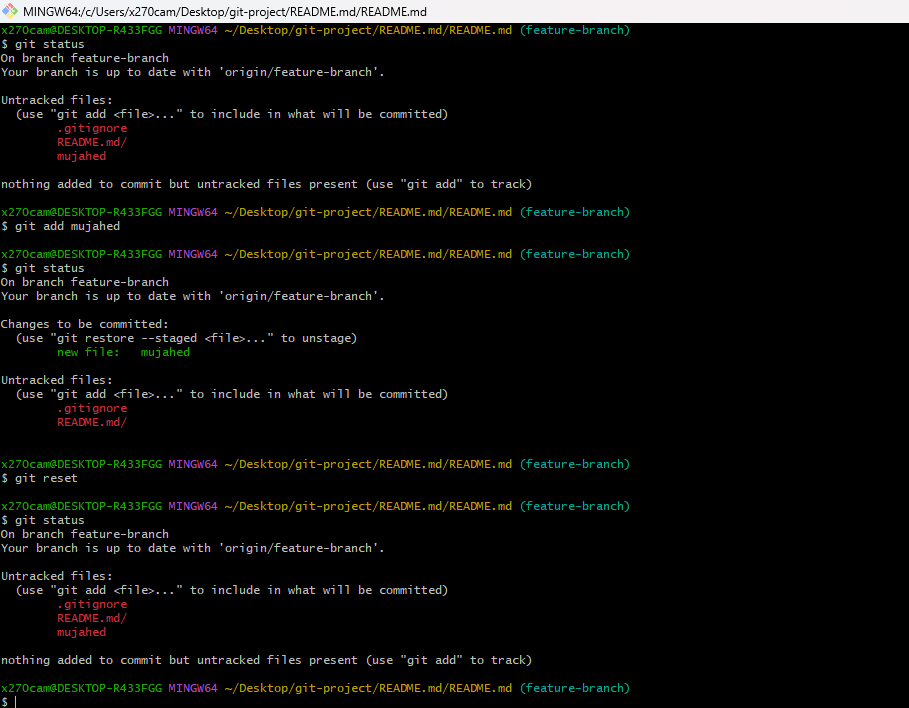 MINGW64:/c/Users/x270cam/Desktop/git-project/README.md/README.md
x270cam@DESKTOP-R433FGG MINGW64 ~/Desktop/git-project/README.md/README.md (feature-branch)
$ git status
On branch feature-branch
Your branch is up to date with 'origin/feature-branch'.
Untracked files:
(use "git add <file>..." to include in what will be committed)
.gitignore
README.md/
mujahed
nothing added to commit but untracked files present (use "git add" to track)
x270cam@DESKTOP-R433FGG MINGW64 ~/Desktop/git-project/README.md/README.md (feature-branch)
$ git add mujahed
x270cam@DESKTOP-R433FGG MINGW64 ~/Desktop/git-project/README.md/README.md (feature-branch)
$ git status
On branch feature-branch
Your branch is up to date with 'origin/feature-branch'.
Changes to be committed:
(use "git restore --staged <file>..." to unstage)
new file:   mujahed
Untracked files:
(use "git add <file>..." to include in what will be committed)
.gitignore
README.md/
x270cam@DESKTOP-R433FGG MINGW64 ~/Desktop/git-project/README.md/README.md (feature-branch)
$ git reset
x270cam@DESKTOP-R433FGG MINGW64 ~/Desktop/git-project/README.md/README.md (feature-branch)
$ git status
On branch feature-branch
Your branch is up to date with 'origin/feature-branch'.
Untracked files:
(use "git add <file>..." to include in what will be committed)
.gitignore
README.md/
mujahed
nothing added to commit but untracked files present (use "git add" to track)
x270cam@DESKTOP-R433FGG MINGW64 ~/Desktop/git-project/README.md/README.md (feature-branch)
$